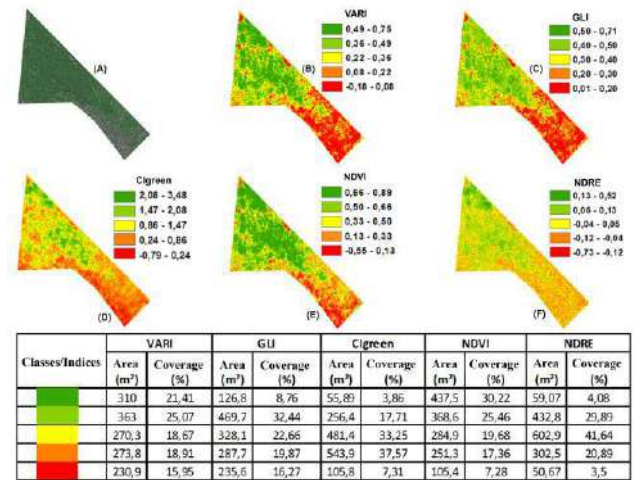 (A)
VARI
0,49 - 0,75
0,36 - 0,49
0,22 - 0,36
0,08 - 0,22
-0,18 - 0,08
(B)
GLI
0,50 - 0,71
0,40 - 0,50
0,30 - 0,40
0,20 - 0,30
0,01 - 0,20
(C)
CIgreen
2,08 - 3,48
1,47 - 2,08
0,86 - 1,47
0,24 - 0,86
-0,79 - 0,24
(D)
NDVI
0,66 - 0,89
0,50 - 0,66
0,33 - 0,50
0,13 - 0,33
-0,55 - 0,13
(E)
NDRE
0,13 - 0,52
0,05 - 0,13
-0,04 - 0,05
-0,12 - -0,04
-0,73 - -0,12
(F)
Classes/Indices VARI GLI CIgreen NDVI NDRE
Area (m²) Coverage (%) Area (m²) Coverage (%) Area (m²) Coverage (%) Area (m²) Coverage (%) Area (m²) Coverage (%)
310 21,41 126,8 8,76 55,89 3,86 437,5 30,22 59,07 4,08
363 25,07 469,7 32,44 256,4 17,71 368,6 25,46 432,8 29,89
270,3 18,67 328,1 22,66 481,4 33,25 284,9 19,68 602,9 41,64
273,8 18,91 287,7 19,87 543,9 37,57 251,3 17,36 302,5 20,89
230,9 15,95 235,6 16,27 105,8 7,31 105,4 7,28 50,67 3,5